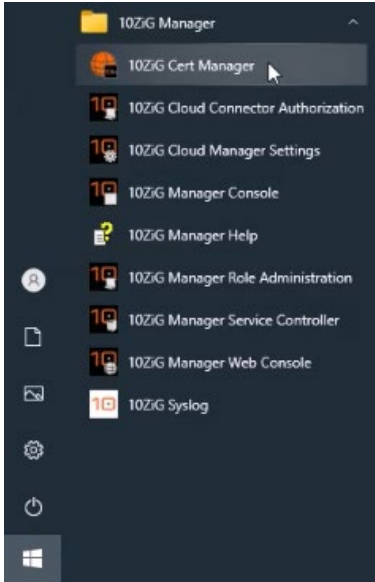 10ZiG Manager
10ZiG Cert Manager
10ZiG Cloud Connector Authorization
10ZiG Cloud Manager Settings
10ZiG Manager Console
10ZiG Manager Help
10ZiG Manager Role Administration
10ZiG Manager Service Controller
10ZiG Manager Web Console
10ZiG Syslog